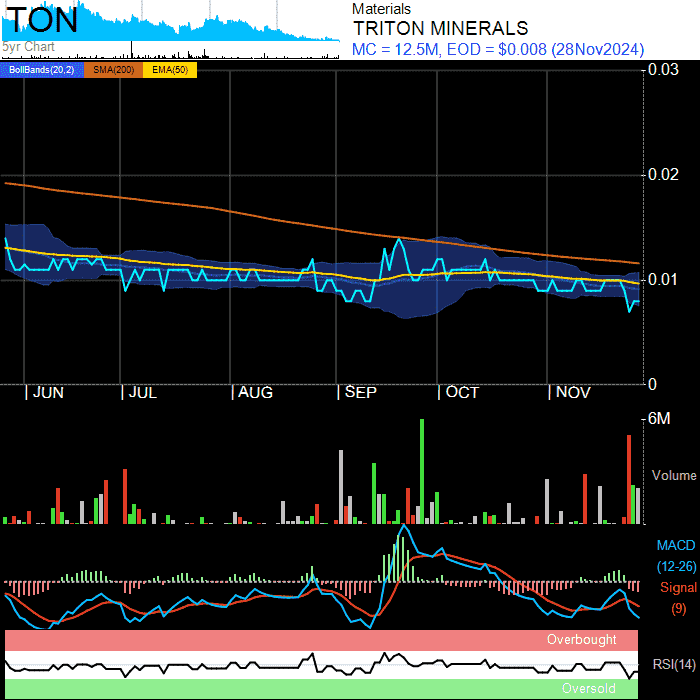 TON
5yr Chart
Materials
TRITON MINERALS
MC = 12.5M, EOD = $0.008 (28Nov2024)
BollBands(20,2) SMA(200) EMA(50)
0.03
0.02
0.01
0
JUN JUL AUG SEP OCT NOV
6M
Volume
MACD
(12-26)
Signal
(9)
Overbought
RSI(14)
Oversold